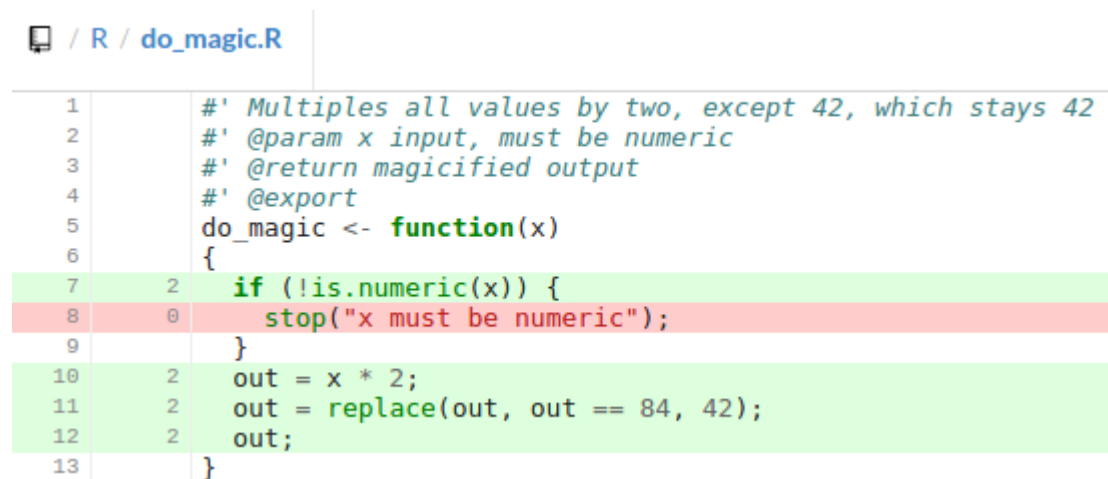 / R / do_magic.R
1 #' Multiples all values by two, except 42, which stays 42
2 #' @param x input, must be numeric
3 #' @return magicified output
4 #' @export
5 do_magic <- function(x)
6 {
7 2 if (!is.numeric(x)) {
8 0 stop("x must be numeric");
9 }
10 2 out = x * 2;
11 2 out = replace(out, out == 84, 42);
12 2 out;
13 }